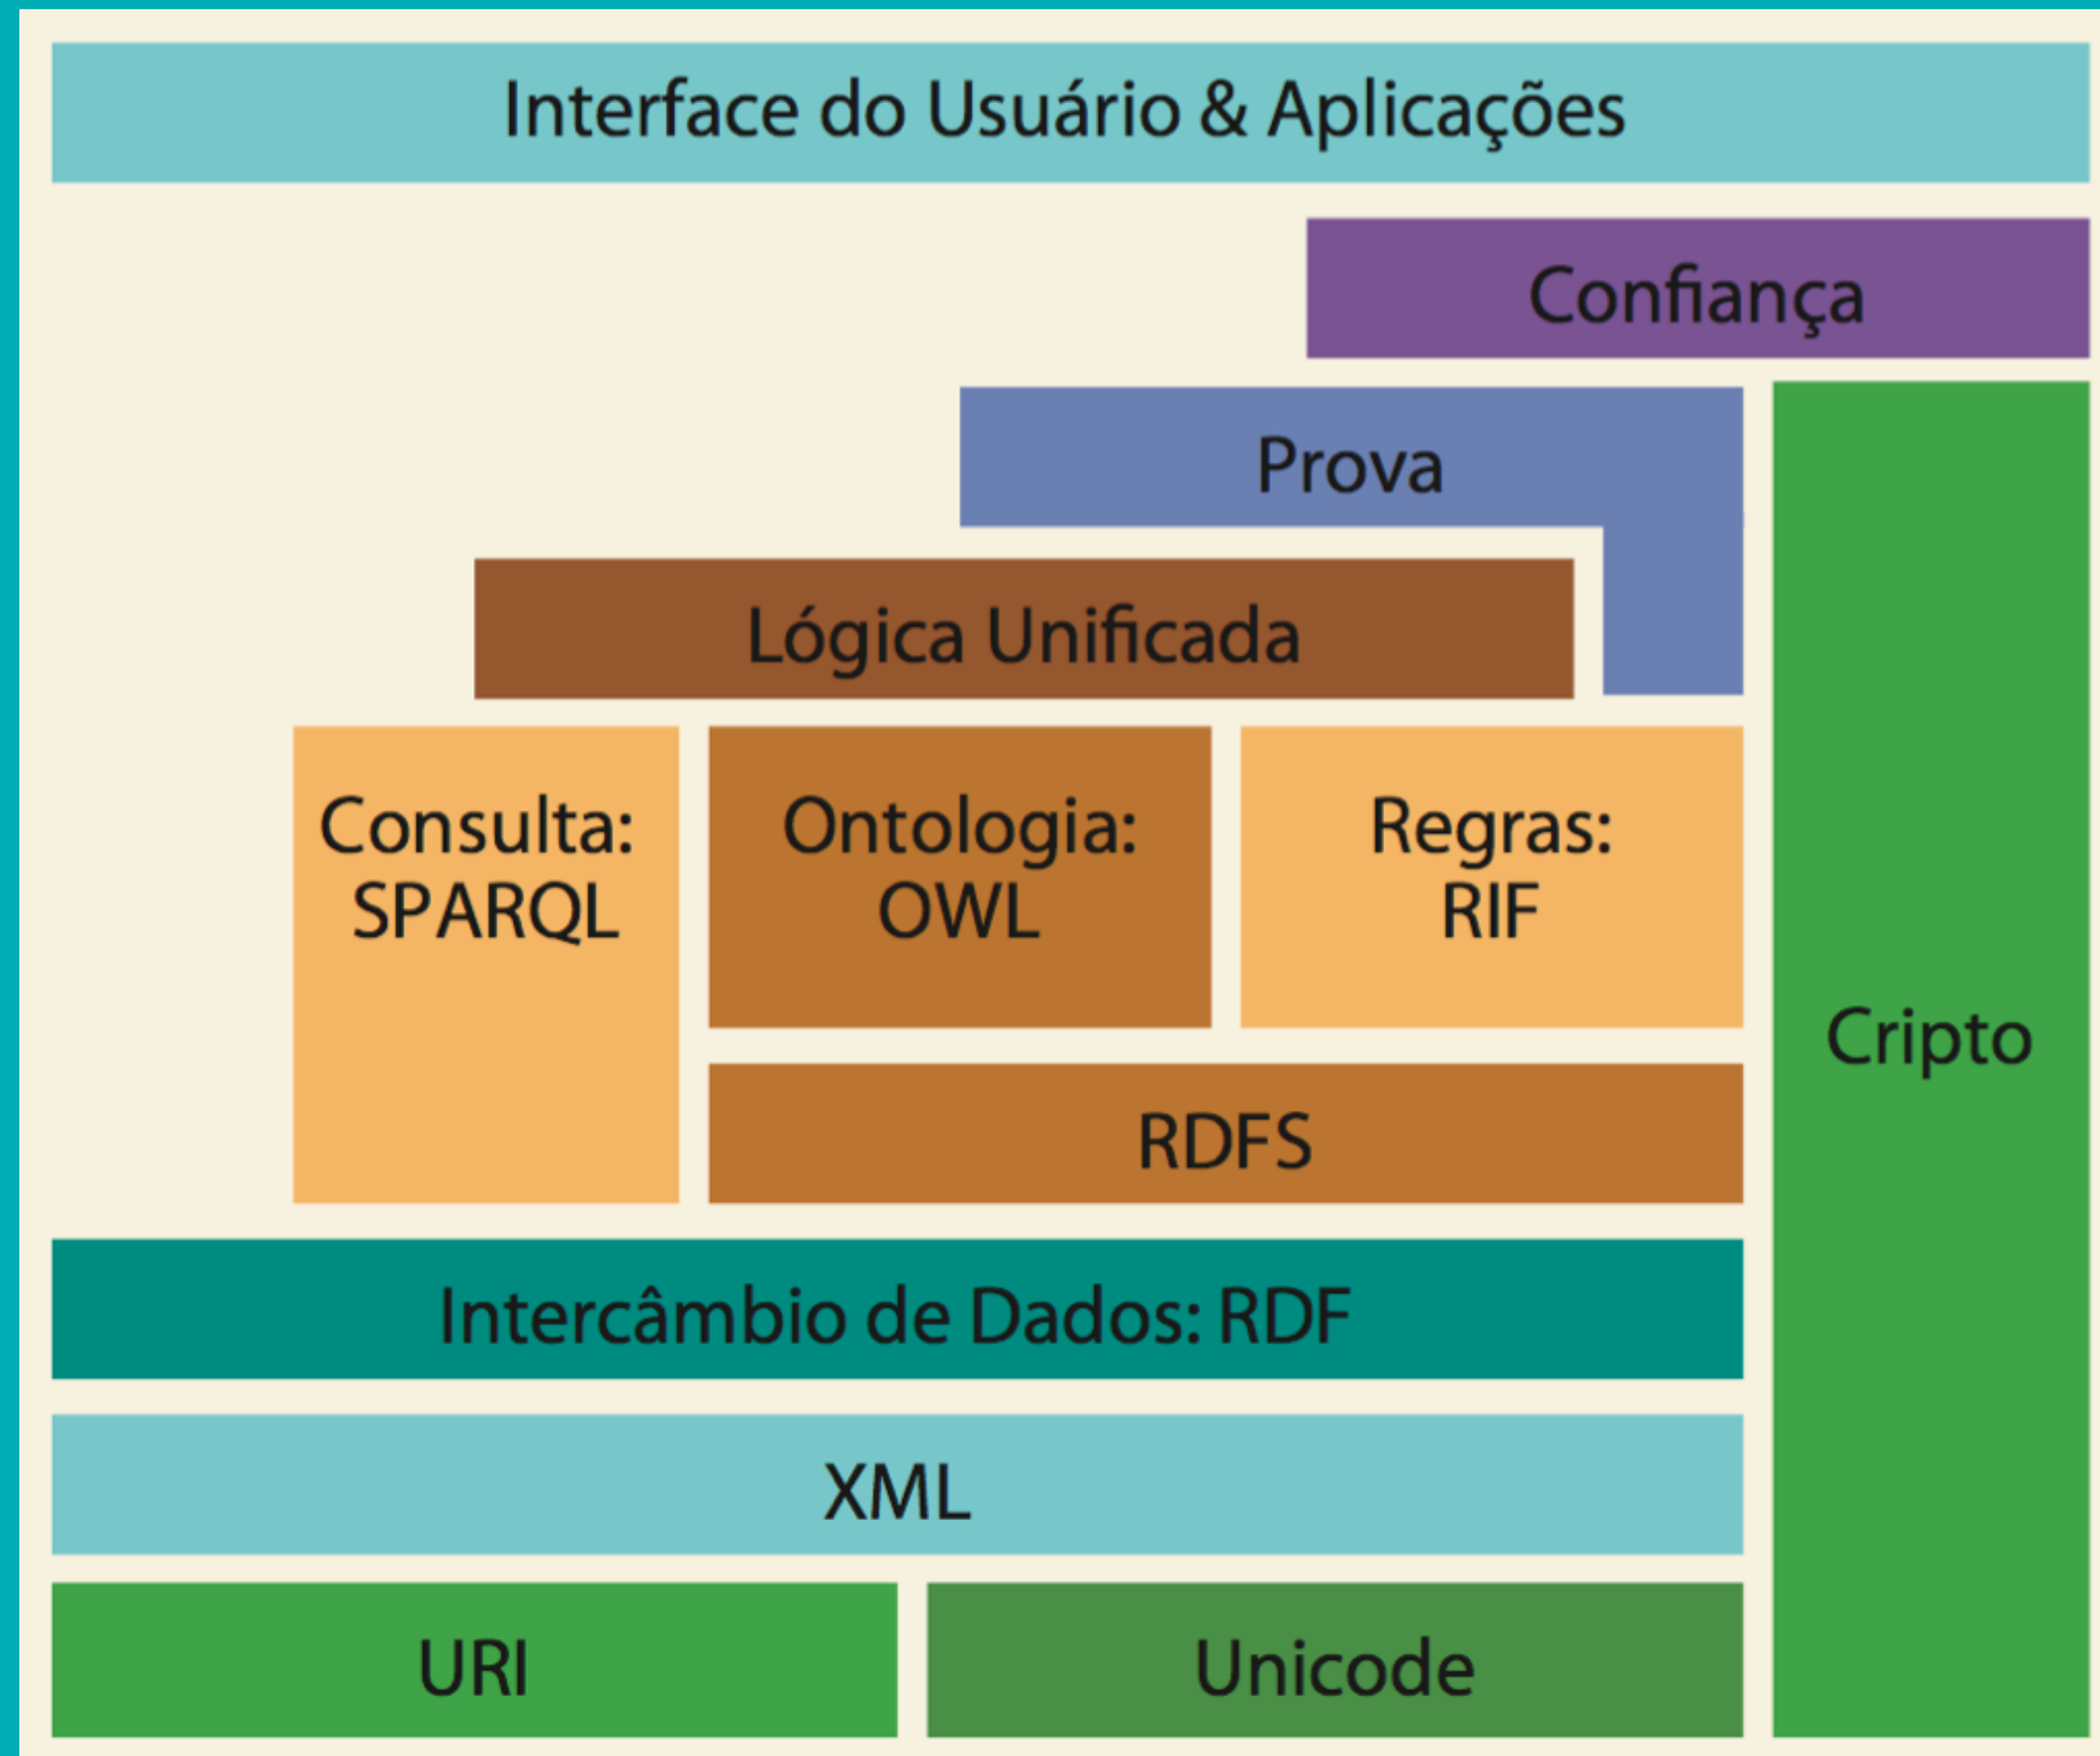 Interface do Usuário & Aplicações
Confiança
Prova
Lógica Unificada
Consulta:
SPARQL
Ontologia:
OWL
Regras:
RIF
Cripto
RDFS
Intercâmbio de Dados: RDF
XML
URI
Unicode